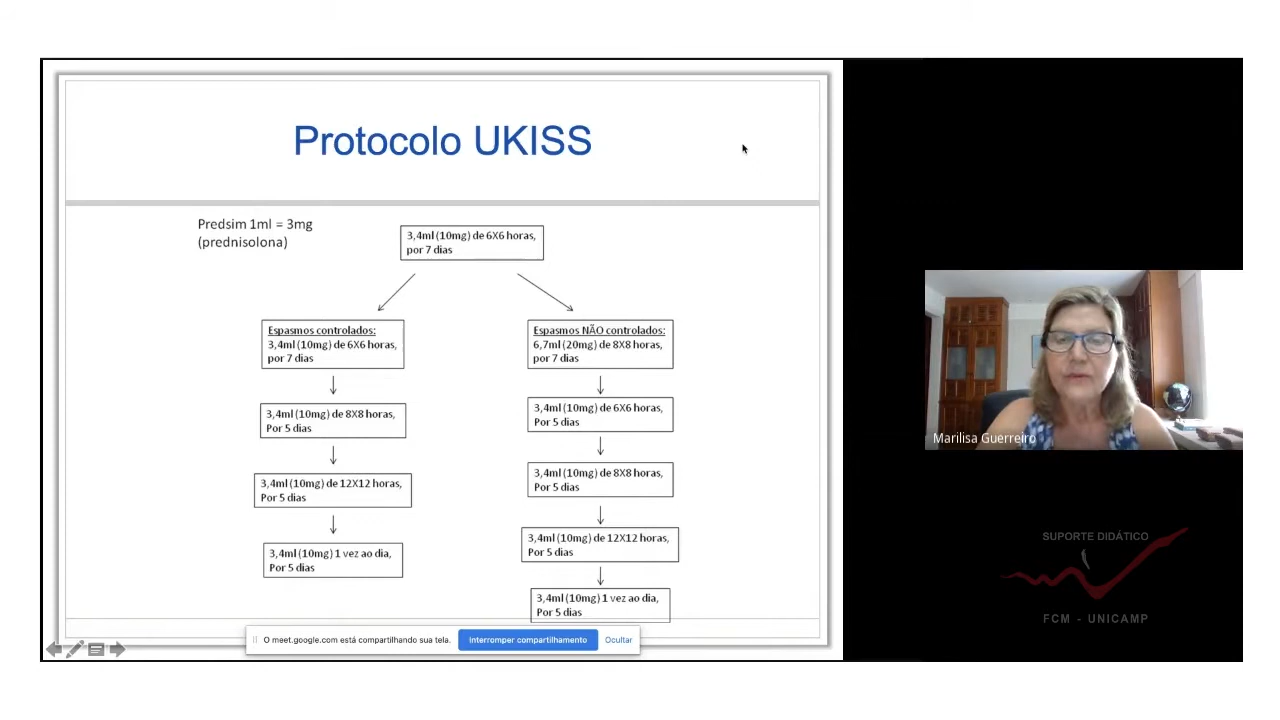 Protocolo UKISS
Predsim 1ml = 3mg
(prednisolona)
3,4ml (10mg) de 6X6 horas,
por 7 dias
Espasmos controlados:
3,4ml (10mg) de 6X6 horas,
por 7 dias
3,4ml (10mg) de 8X8 horas,
Por 5 dias
3,4ml (10mg) de 12X12 horas,
Por 5 dias
3,4ml (10mg) 1 vez ao dia,
Por 5 dias
Espasmos NÃO controlados:
6,7ml (20mg) de 8X8 horas,
por 7 dias
3,4ml (10mg) de 6X6 horas,
Por 5 dias
3,4ml (10mg) de 8X8 horas,
Por 5 dias
3,4ml (10mg) de 12X12 horas,
Por 5 dias
3,4ml (10mg) 1 vez ao dia,
Por 5 dias
O meet.google.com está compartilhando sua tela.
Interromper compartilhamento
Ocultar
Marilisa Guerreiro
SUPORTE DIDÁTICO
FCM - UNICAMP